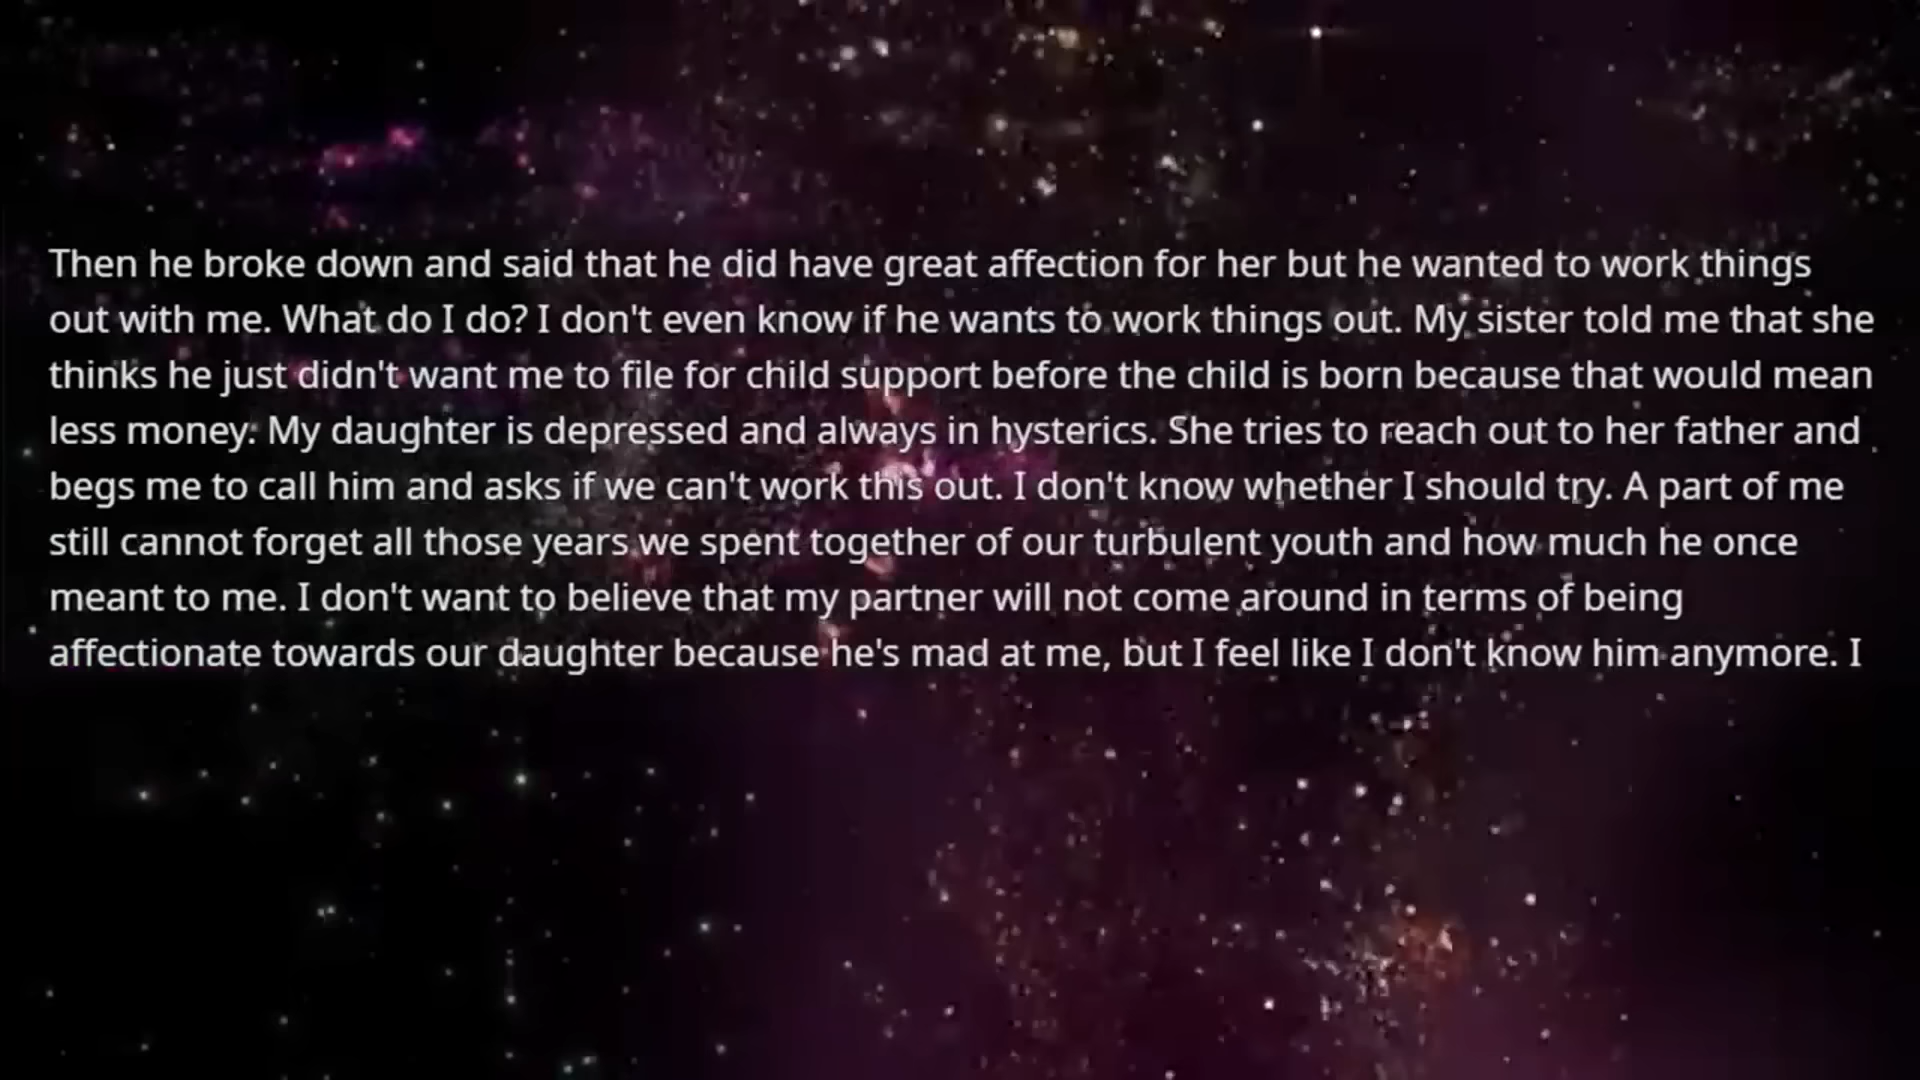 Then he broke down and said that he did have great affection for her but he wanted to work things
out with me. What do I do? I don't even know if he wants to work things out. My sister told me that she
thinks he just didn't want me to file for child support before the child is born because that would mean
less money. My daughter is depressed and always in hysterics. She tries to reach out to her father and
begs me to call him and asks if we can't work this out. I don't know whether I should try. A part of me
still cannot forget all those years we spent together of our turbulent youth and how much he once
meant to me. I don't want to believe that my partner will not come around in terms of being
affectionate towards our daughter because he's mad at me, but I feel like I don't know him anymore. I